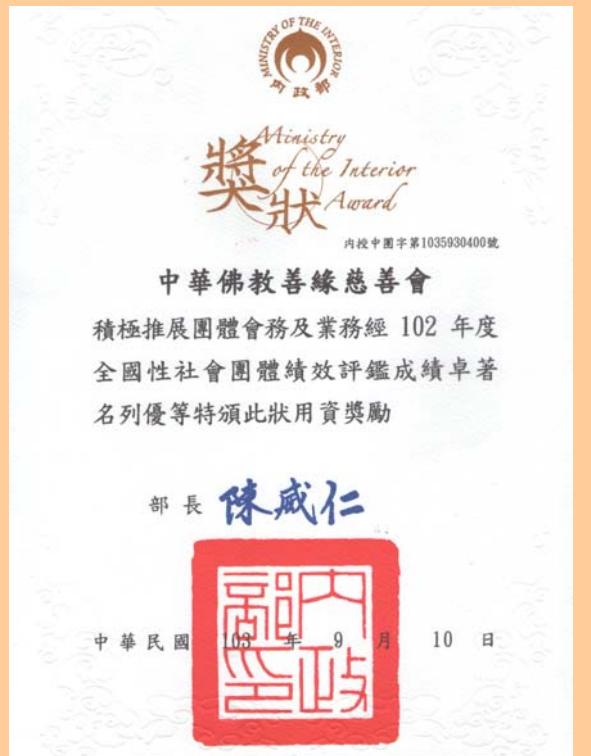 MINISTRY OF THE INTERIOR
內政部
獎狀
Ministry
of the Interior
Award
內授中團字第1035930400號
中華佛教善緣慈善會
積極推展團體會務及業務經 102 年度
全國性社會團體績效評鑑成績卓著
名列優等特頒此狀用資獎勵
部長 陳威仁
內政部印
中華民國 103 年 9 月 10 日